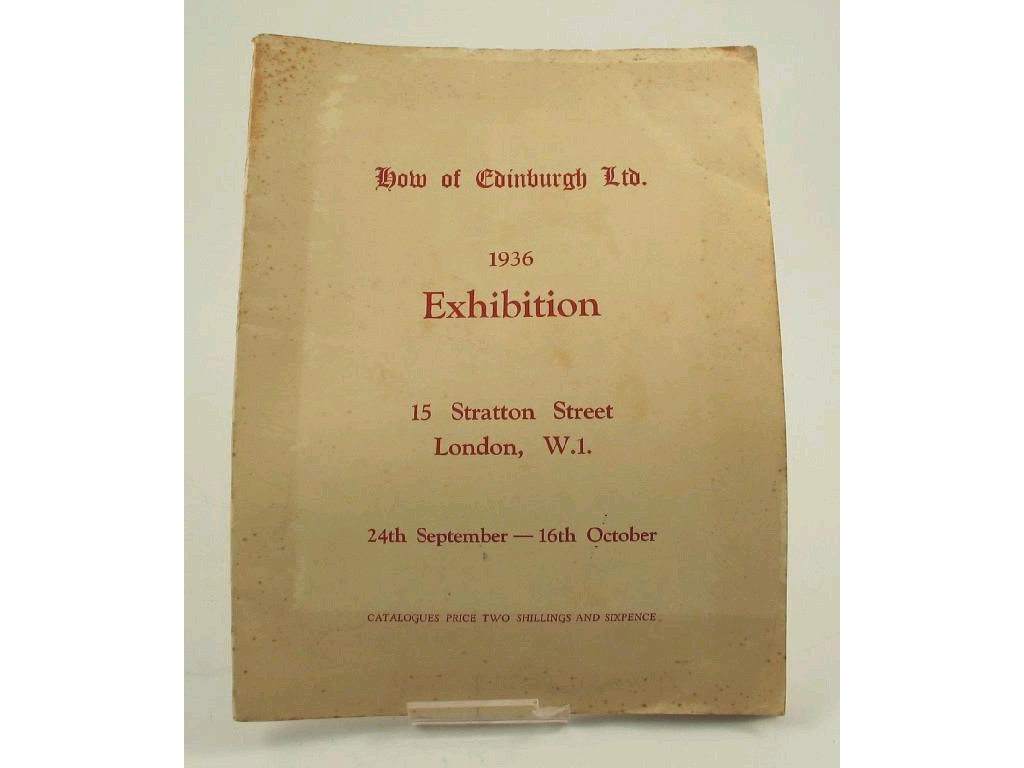 How of Edinburgh Ltd.
1936
Exhibition
15 Stratton Street
London, W.1.
24th September — 16th October
CATALOGUES PRICE TWO SHILLINGS AND SIXPENCE